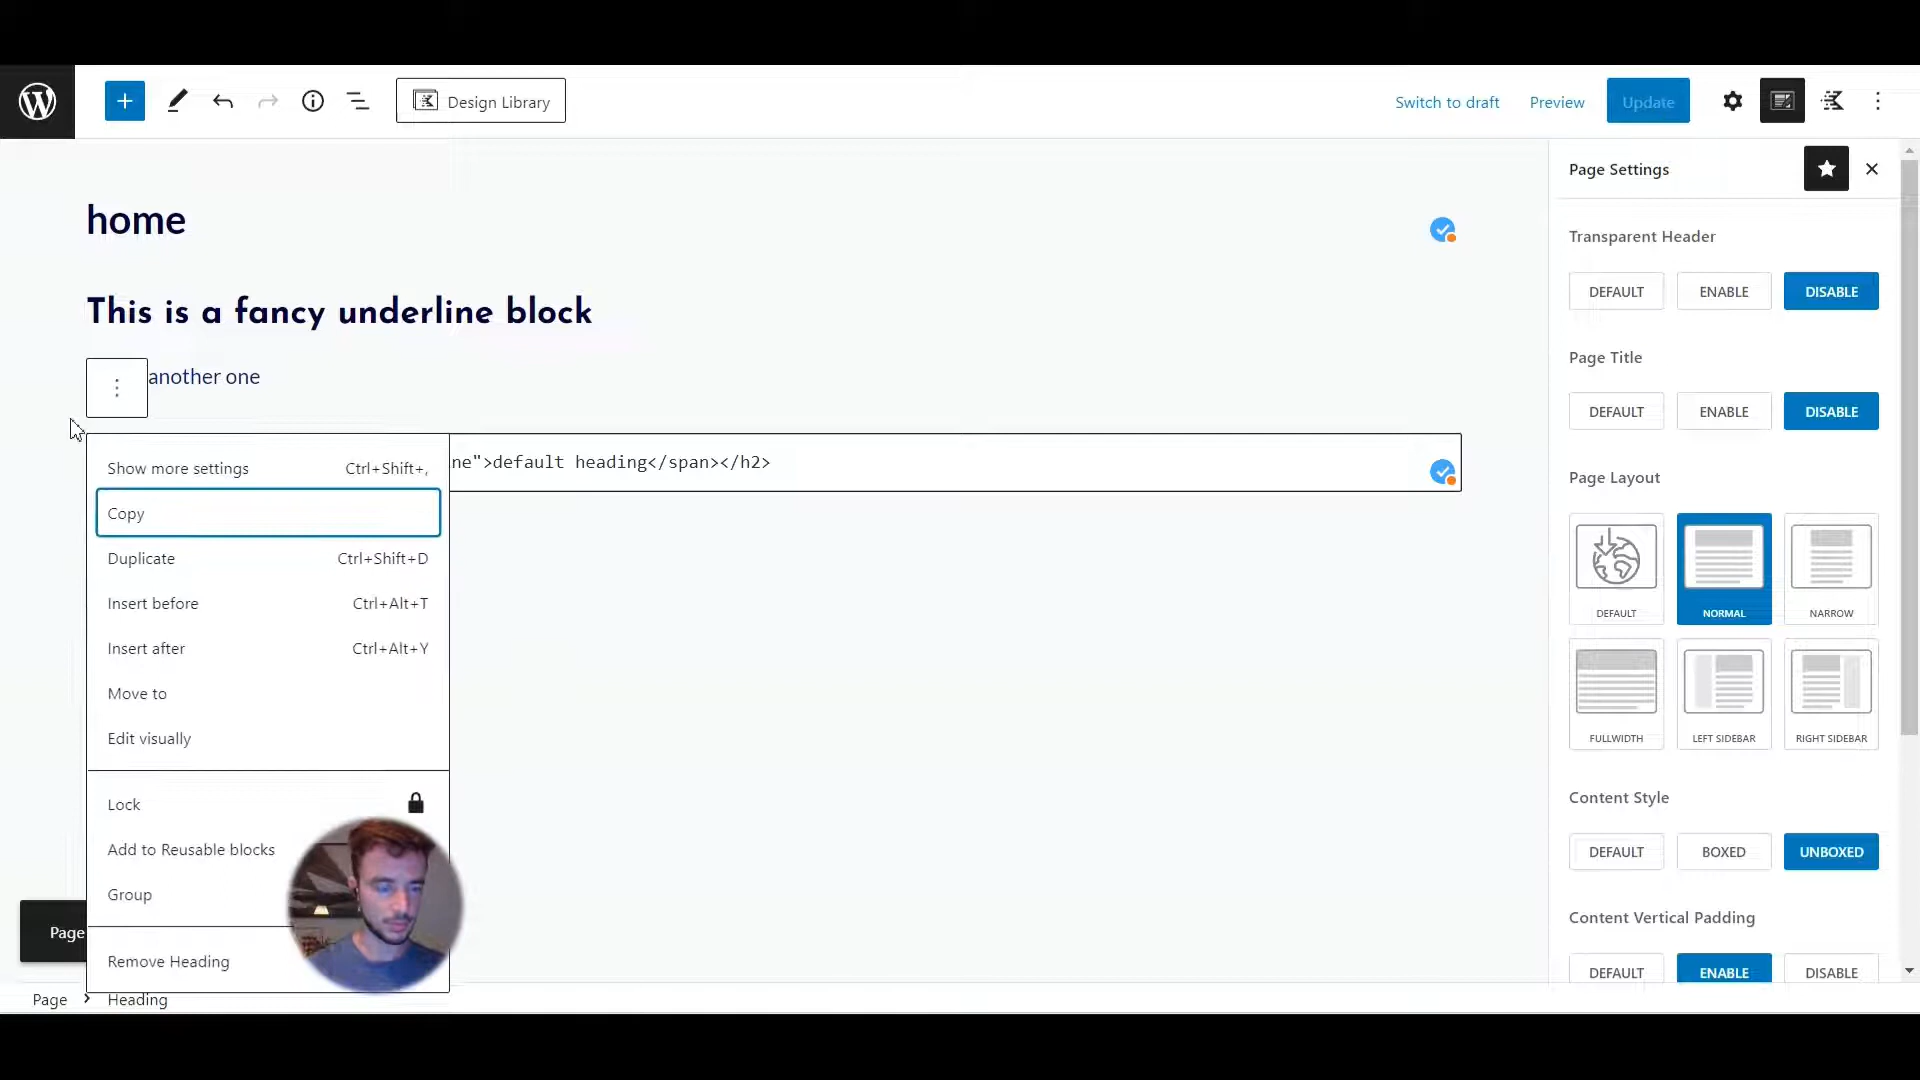 Design Library
Switch to draft
Preview
Update
home
This is a fancy underline block
another one
ne">default heading</span></h2>
Show more settings Ctrl+Shift+,
Copy
Duplicate Ctrl+Shift+D
Insert before Ctrl+Alt+T
Insert after Ctrl+Alt+Y
Move to
Edit visually
Lock
Add to Reusable blocks
Group
Remove Heading
Page
Page > Heading
Page Settings
Transparent Header
DEFAULT ENABLE DISABLE
Page Title
DEFAULT ENABLE DISABLE
Page Layout
DEFAULT NORMAL NARROW
FULLWIDTH LEFT SIDEBAR RIGHT SIDEBAR
Content Style
DEFAULT BOXED UNBOXED
Content Vertical Padding
DEFAULT ENABLE DISABLE